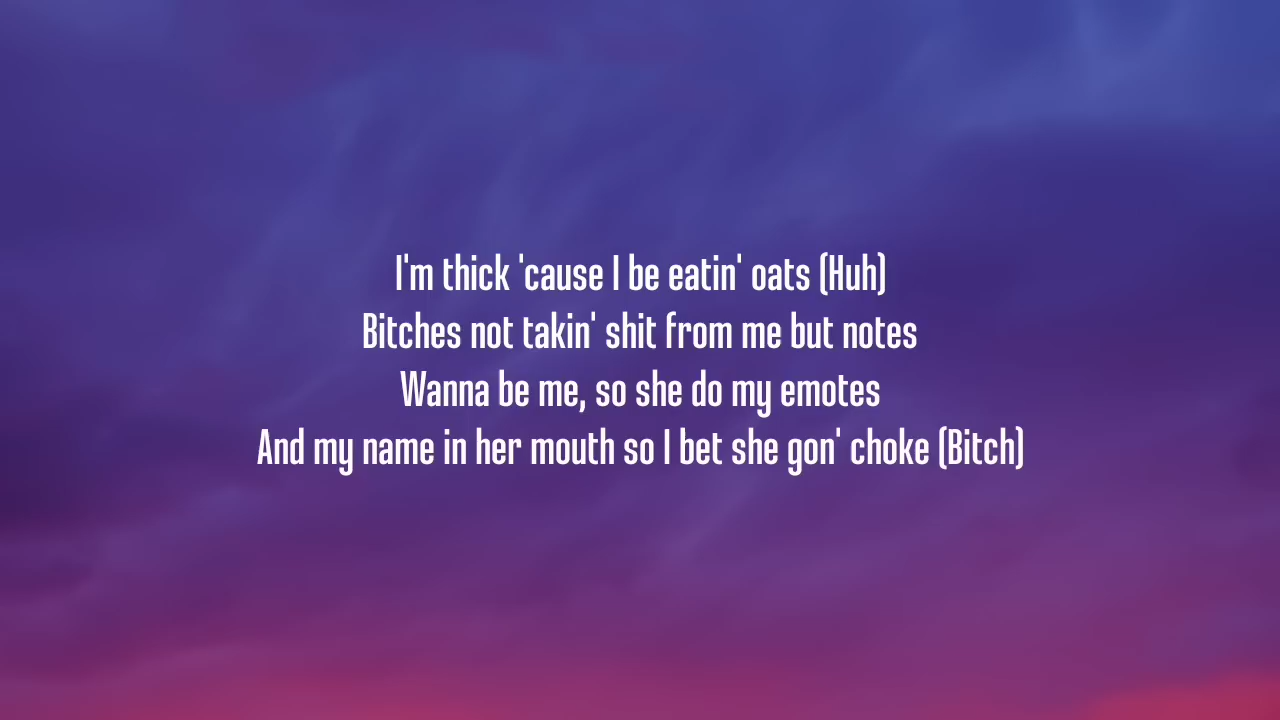 I'm thick 'cause I be eatin' oats (Huh)
Bitches not takin' shit from me but notes
Wanna be me, so she do my emotes
And my name in her mouth so I bet she gon' choke (Bitch)